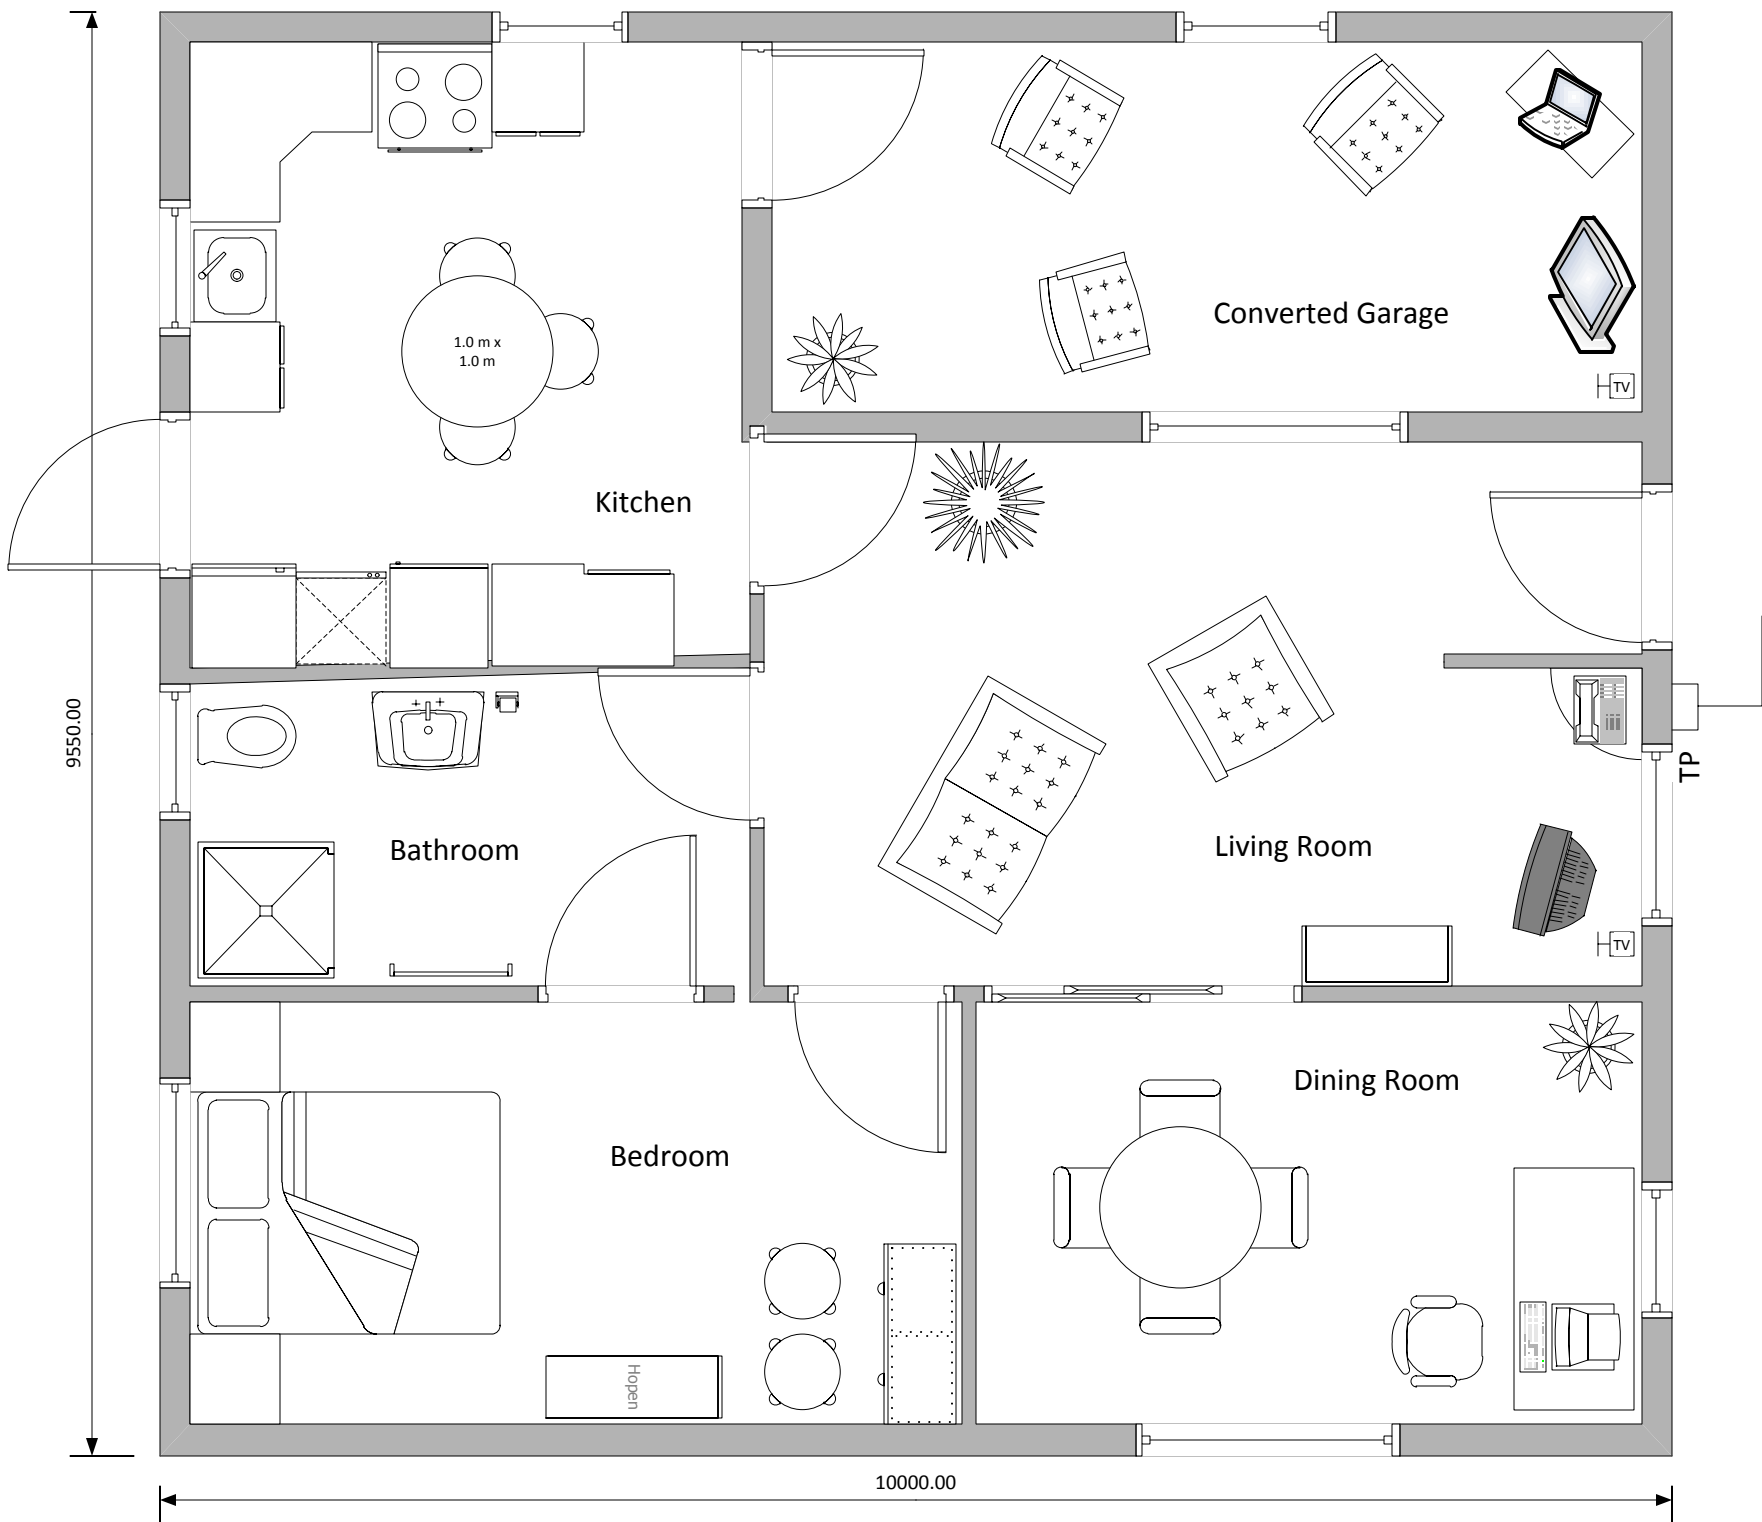 Converted Garage
1.0 m x
1.0 m
TV
Kitchen
9550.00
TP
Bathroom
Living Room
TV
Dining Room
Bedroom
Hopen
10000.00